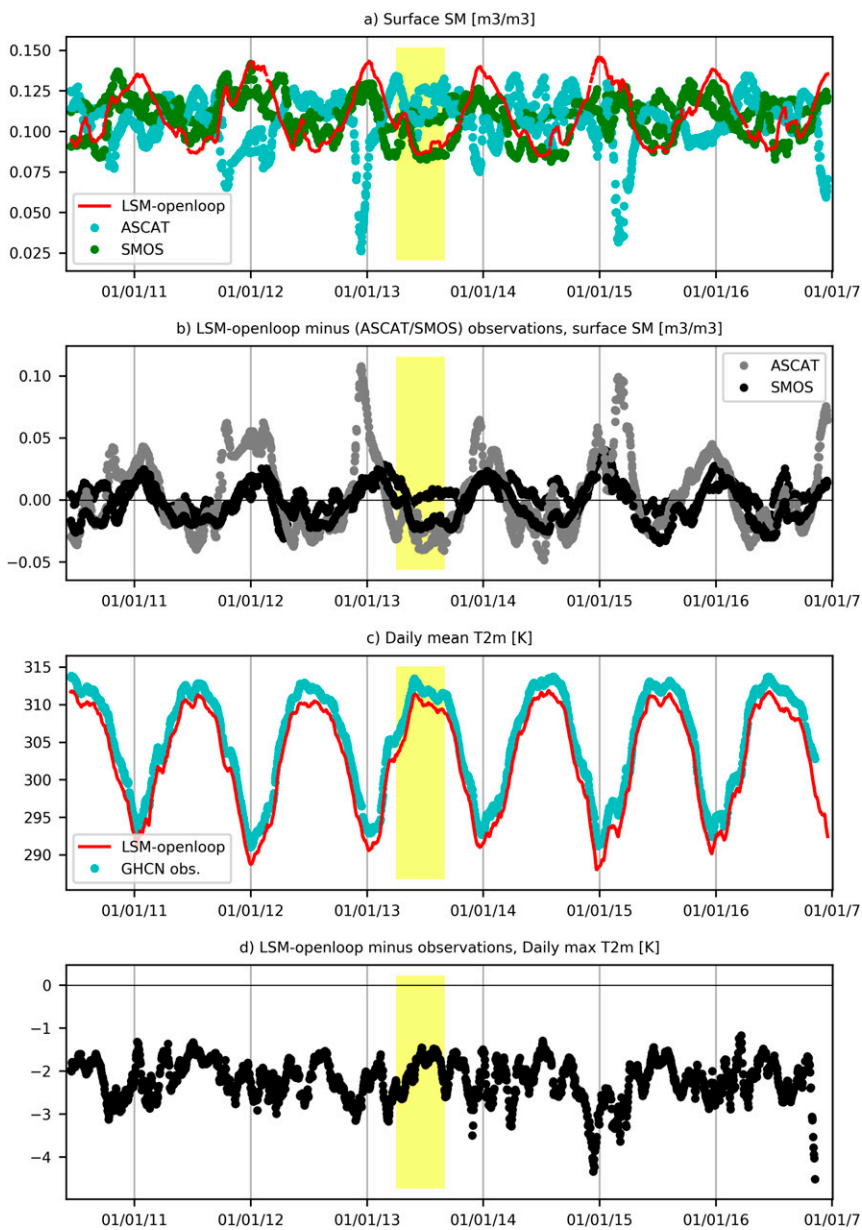 a) Surface SM [m3/m3]
0.150
0.125
0.100
0.075
0.050
0.025
LSM-openloop
ASCAT
SMOS
01/01/11 01/01/12 01/01/13 01/01/14 01/01/15 01/01/16 01/01/7
b) LSM-openloop minus (ASCAT/SMOS) observations, surface SM [m3/m3]
0.10
0.05
0.00
−0.05
ASCAT
SMOS
01/01/11 01/01/12 01/01/13 01/01/14 01/01/15 01/01/16 01/01/7
c) Daily mean T2m [K]
315
310
305
300
295
290
LSM-openloop
GHCN obs.
01/01/11 01/01/12 01/01/13 01/01/14 01/01/15 01/01/16 01/01/7
d) LSM-openloop minus observations, Daily max T2m [K]
0
−1
−2
−3
−4
01/01/11 01/01/12 01/01/13 01/01/14 01/01/15 01/01/16 01/01/7